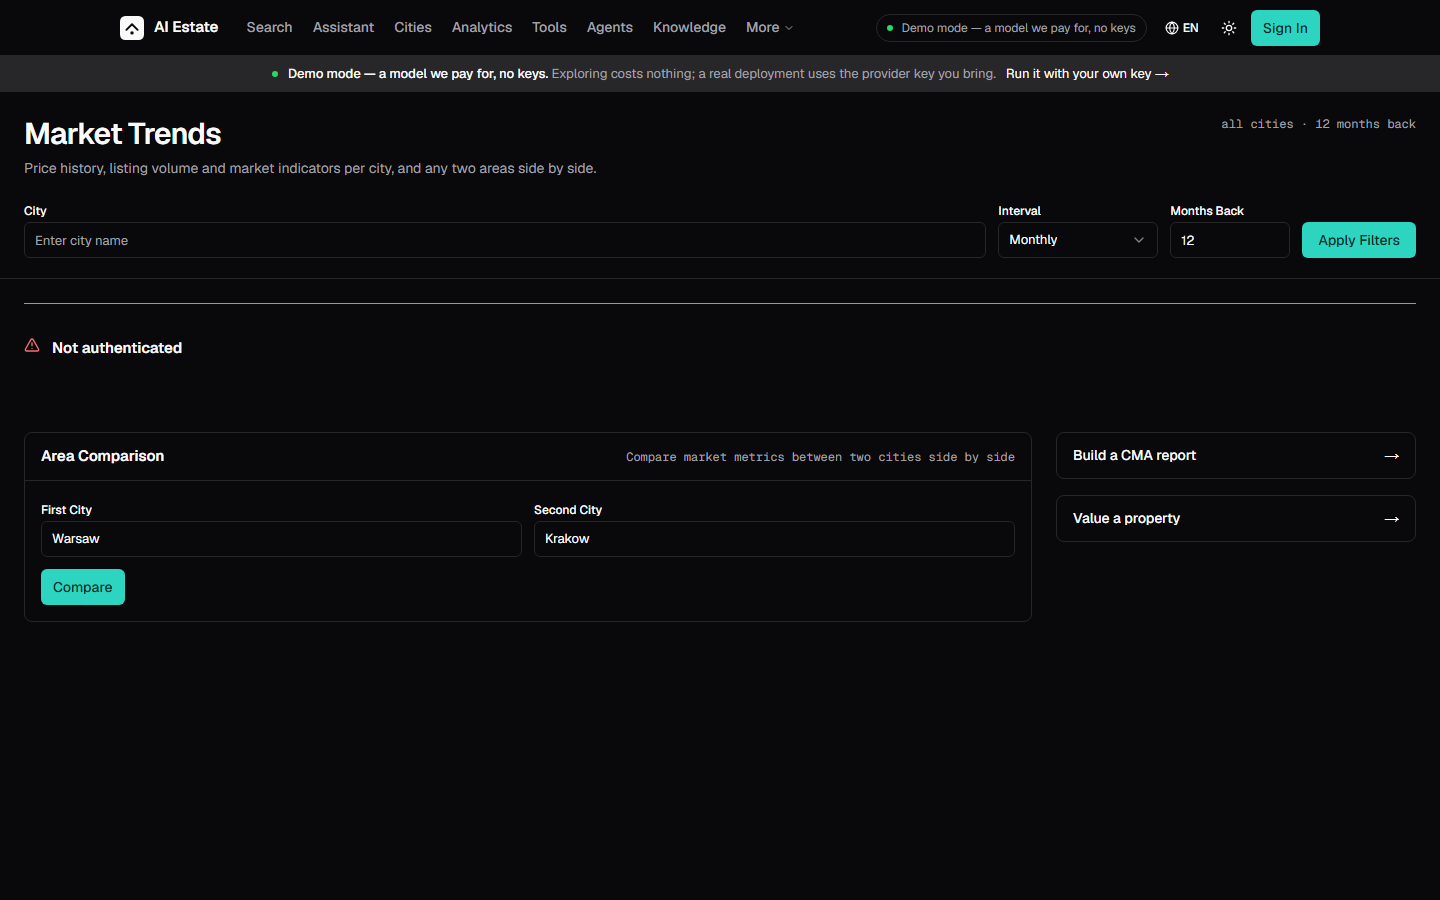 AI Estate Search Assistant Cities Analytics Tools Agents Knowledge More Demo mode — a model we pay for, no keys EN Sign In
Demo mode — a model we pay for, no keys. Exploring costs nothing; a real deployment uses the provider key you bring. Run it with your own key →
Market Trends
all cities · 12 months back
Price history, listing volume and market indicators per city, and any two areas side by side.
City Interval Months Back
Enter city name Monthly 12 Apply Filters
Not authenticated
Area Comparison Compare market metrics between two cities side by side
Build a CMA report →
First City Second City
Value a property →
Warsaw Krakow
Compare